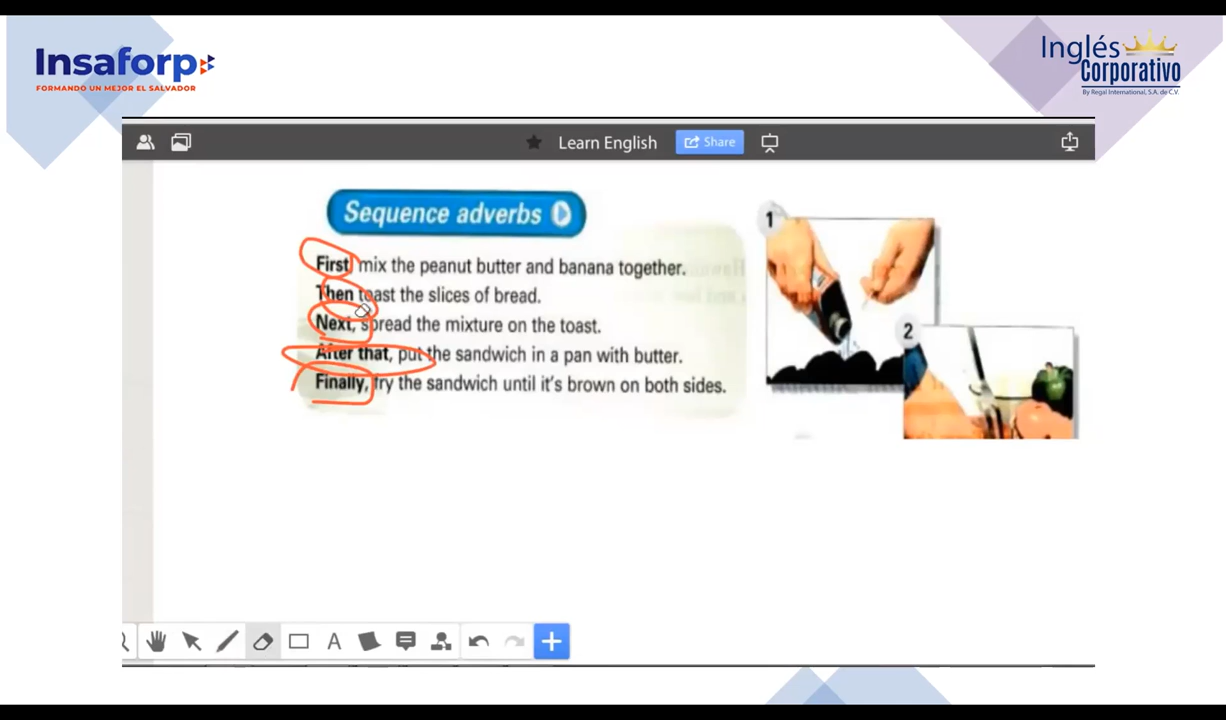 Insaforp
FORMANDO UN MEJOR EL SALVADOR
Inglés
Corporativo
By Regal International, S.A. de C.V.
Learn English
Share
Sequence adverbs
First mix the peanut butter and banana together.
Then toast the slices of bread.
Next, spread the mixture on the toast.
After that, put the sandwich in a pan with butter.
Finally, fry the sandwich until it's brown on both sides.
1
2
A